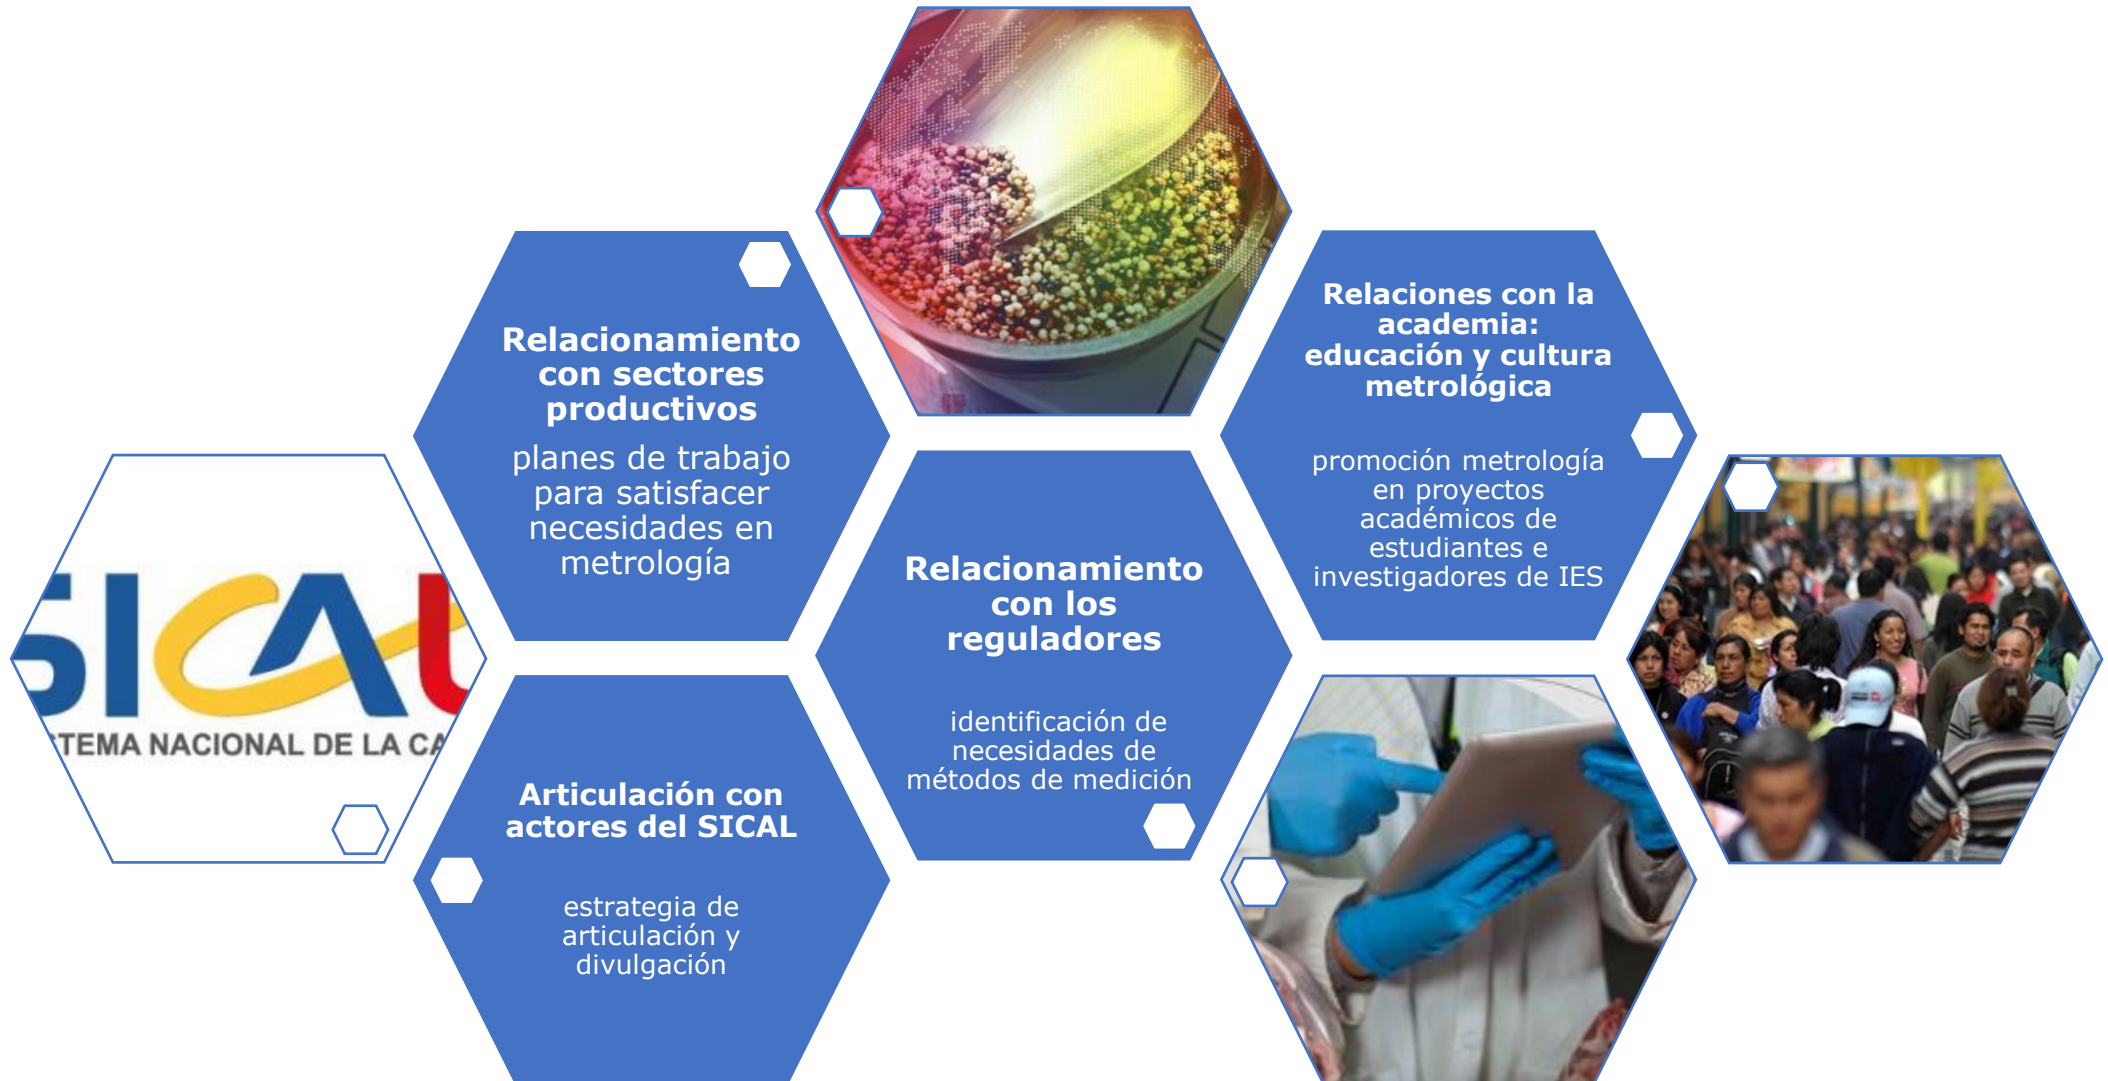 Relacionamiento
con sectores
productivos
planes de trabajo
para satisfacer
necesidades en
metrología
Relaciones con la
academia:
educación y cultura
metrológica
promoción metrología
en proyectos
académicos de
estudiantes e
investigadores de IES
SICAL
TEMA NACIONAL DE LA CA
Relacionamiento
con los
reguladores
identificación de
necesidades de
métodos de medición
Articulación con
actores del SICAL
estrategia de
articulación y
divulgación